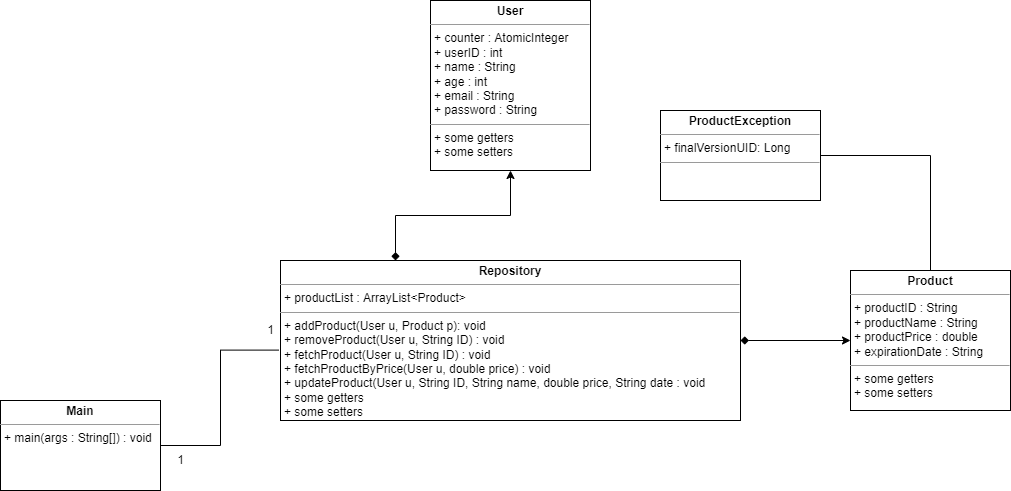 User
+ counter : AtomicInteger
+ userID : int
+ name : String
+ age : int
+ email : String
+ password : String
+ some getters
+ some setters
ProductException
+ finalVersionUID: Long
Repository
+ productList : ArrayList<Product>
+ addProduct(User u, Product p): void
+ removeProduct(User u, String ID) : void
+ fetchProduct(User u, String ID) : void
+ fetchProductByPrice(User u, double price) : void
+ updateProduct(User u, String ID, String name, double price, String date : void
+ some getters
+ some setters
Product
+ productID : String
+ productName : String
+ productPrice : double
+ expirationDate : String
+ some getters
+ some setters
1
Main
+ main(args : String[]) : void
1